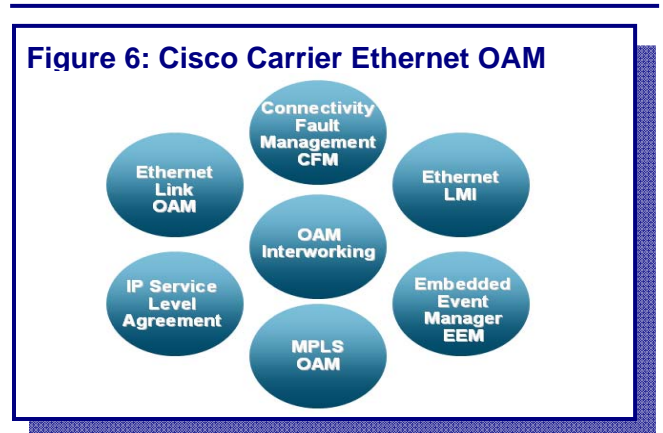 Figure 6: Cisco Carrier Ethernet OAM
Connectivity
Fault
Management
CFM
Ethernet
Link
OAM
Ethernet
LMI
OAM
Interworking
IP Service
Level
Agreement
Embedded
Event
Manager
EEM
MPLS
OAM